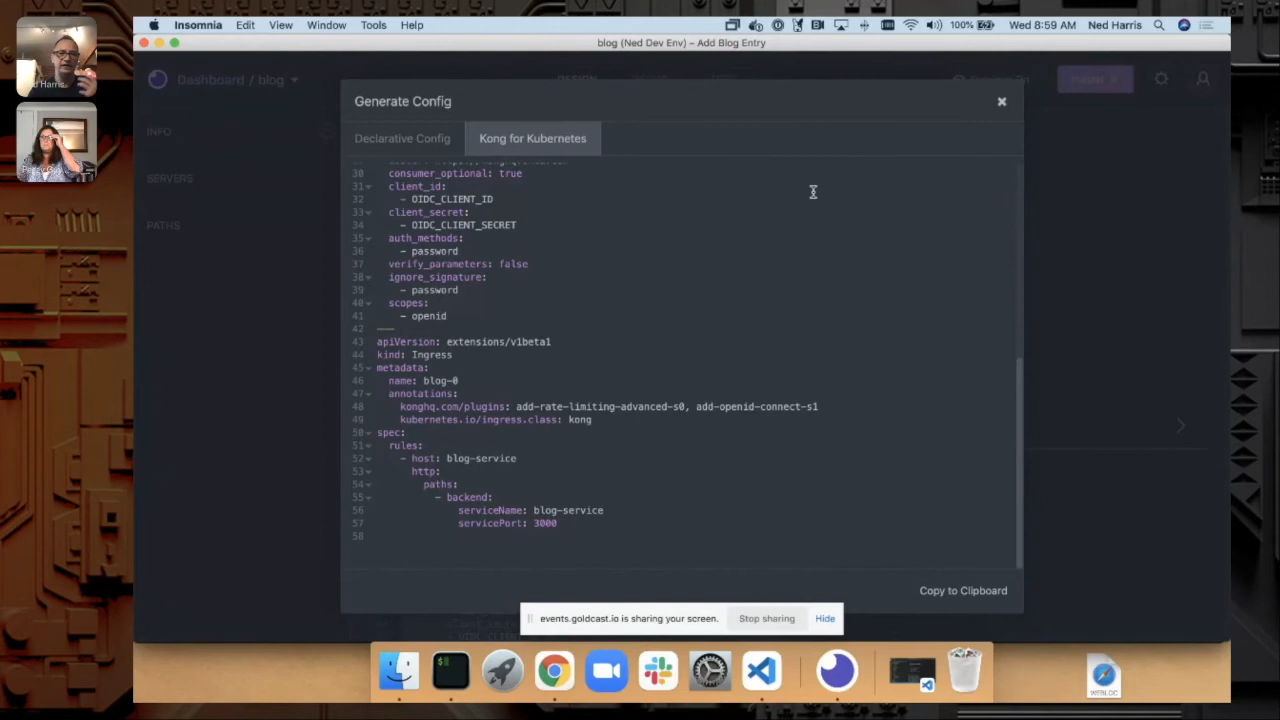 Insomnia Edit View Window Tools Help
100% Wed 8:59 AM Ned Harris
blog (Ned Dev Env) – Add Blog Entry
Harris
Dashboard / blog
DESIGN
master
Generate Config
INFO
Declarative Config
Kong for Kubernetes
SERVERS
PATHS
30 consumer_optional: true
31 client_id:
32 - OIDC_CLIENT_ID
33 client_secret:
34 - OIDC_CLIENT_SECRET
35 auth_methods:
36 - password
37 verify_parameters: false
38 ignore_signature:
39 - password
40 scopes:
41 - openid
42 ---
43 apiVersion: extensions/v1beta1
44 kind: Ingress
45 metadata:
46 name: blog-0
47 annotations:
48 konghq.com/plugins: add-rate-limiting-advanced-s0, add-openid-connect-s1
49 kubernetes.io/ingress.class: kong
50 spec:
51 rules:
52 - host: blog-service
53 http:
54 paths:
55 - backend:
56 serviceName: blog-service
57 servicePort: 3000
58
Copy to Clipboard
events.goldcast.io is sharing your screen. Stop sharing Hide
- OIDC_CLIE
WEBLOC